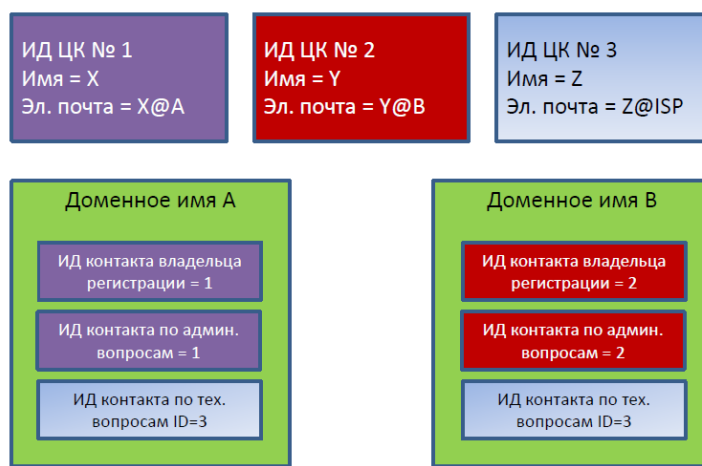 ИД ЦК № 1
Имя = X
Эл. почта = X@A
ИД ЦК № 2
Имя = Y
Эл. почта = Y@B
ИД ЦК № 3
Имя = Z
Эл. почта = Z@ISP
Доменное имя A
ИД контакта владельца
регистрации = 1
ИД контакта по админ.
вопросам = 1
ИД контакта по тех.
вопросам ID=3
Доменное имя B
ИД контакта владельца
регистрации = 2
ИД контакта по админ.
вопросам = 2
ИД контакта по тех.
вопросам ID=3